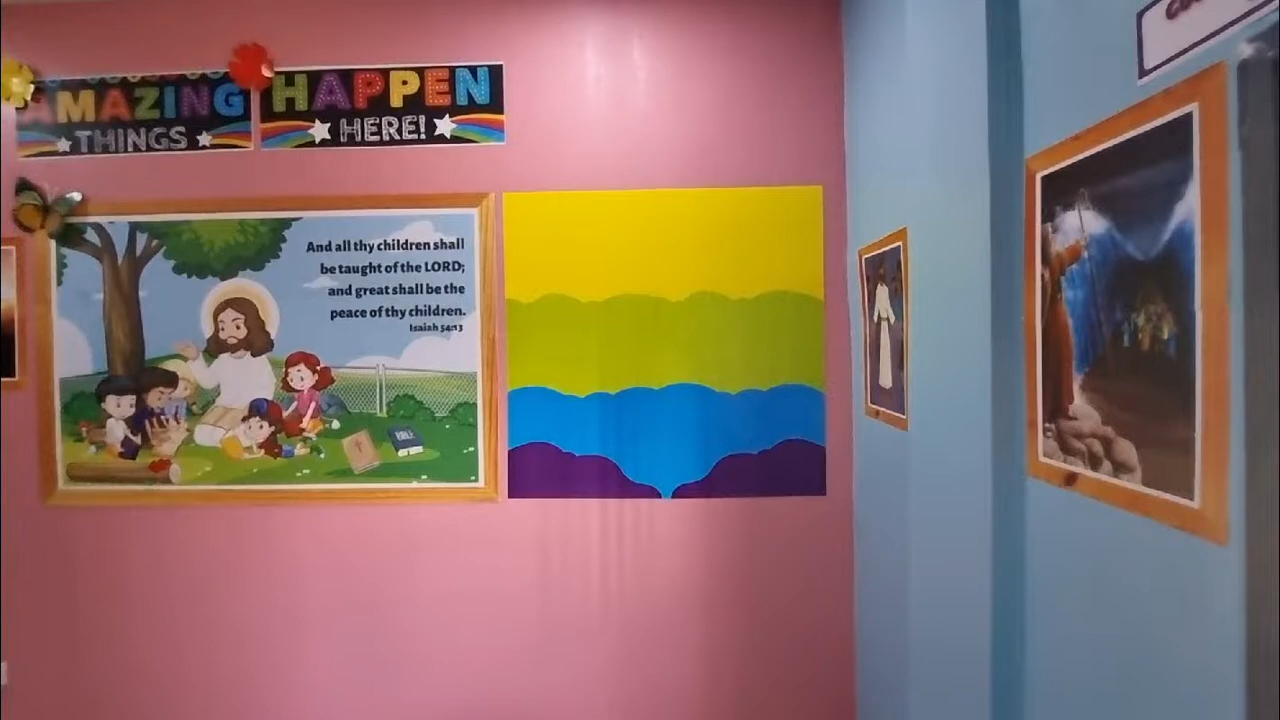 AMAZING
THINGS
HAPPEN
HERE!
And all thy children shall
be taught of the LORD;
and great shall be the
peace of thy children.
Isaiah 54:13
BIBLE